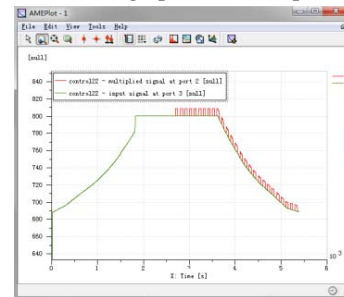 AMEPlot - 1
File Edit View Tools Help
[null]
control22 - multiplied signal at port 2 [null]
control22 - input signal at port 3 [null]
840
820
800
780
760
740
720
700
680
660
640
0 1 2 3 4 5 6
10³
X: Time [s]